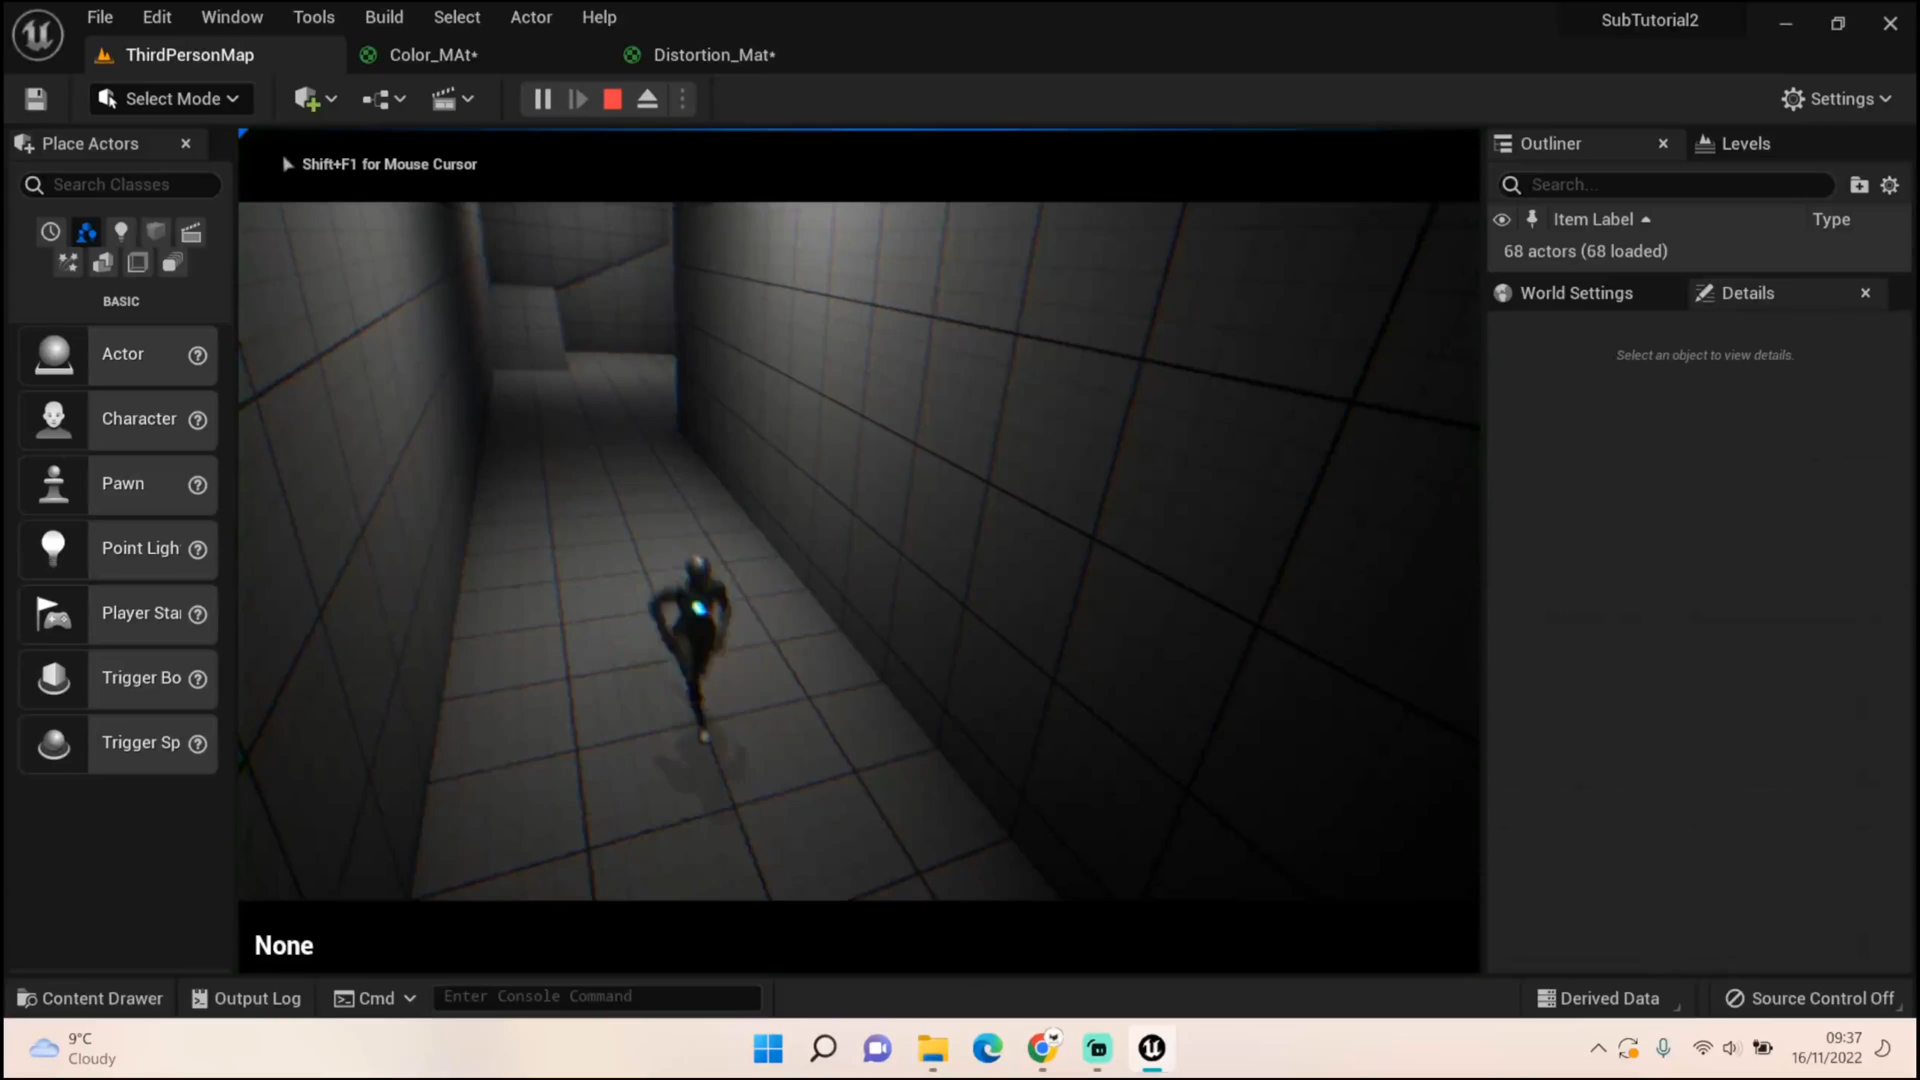 File Edit Window Tools Build Select Actor Help
SubTutorial2
ThirdPersonMap
Color_MAt*
Distortion_Mat*
Select Mode
Settings
Place Actors
Search Classes
BASIC
Actor
Character
Pawn
Point Ligh
Player Sta
Trigger Bo
Trigger Sp
Shift+F1 for Mouse Cursor
None
Outliner
Levels
Search...
Item Label
Type
68 actors (68 loaded)
World Settings
Details
Select an object to view details.
Content Drawer
Output Log
Cmd
Enter Console Command
Derived Data
Source Control Off
9°C
Cloudy
09:37
16/11/2022